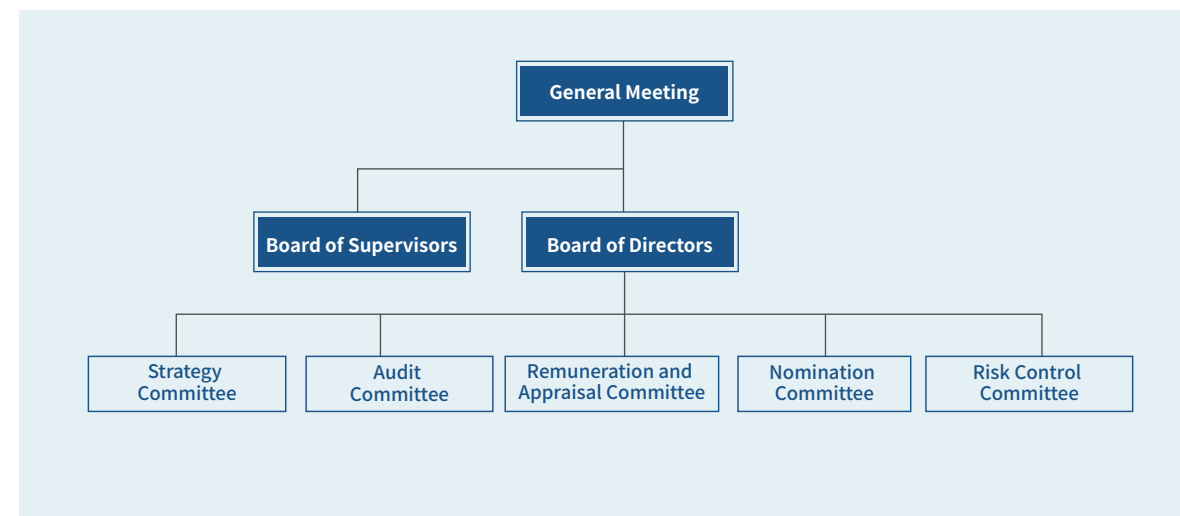 General Meeting
Board of Supervisors
Board of Directors
Strategy
Committee
Audit
Committee
Remuneration and
Appraisal Committee
Nomination
Committee
Risk Control
Committee